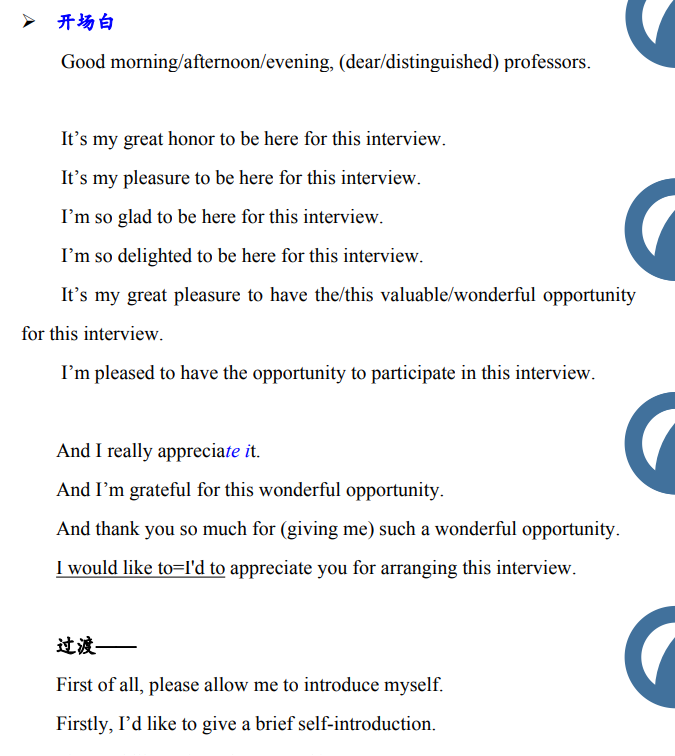 ➢ 开场白
Good morning/afternoon/evening, (dear/distinguished) professors.
It’s my great honor to be here for this interview.
It’s my pleasure to be here for this interview.
I’m so glad to be here for this interview.
I’m so delighted to be here for this interview.
It’s my great pleasure to have the/this valuable/wonderful opportunity
for this interview.
I’m pleased to have the opportunity to participate in this interview.
And I really appreciate it.
And I’m grateful for this wonderful opportunity.
And thank you so much for (giving me) such a wonderful opportunity.
I would like to=I'd to appreciate you for arranging this interview.
过渡——
First of all, please allow me to introduce myself.
Firstly, I’d like to give a brief self-introduction.